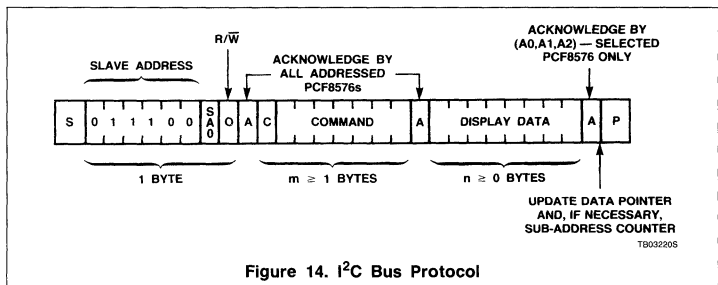 R/W̅
ACKNOWLEDGE BY
(A0,A1,A2) — SELECTED
PCF8576 ONLY
SLAVE ADDRESS
ACKNOWLEDGE BY
ALL ADDRESSED
PCF8576s
S 0 1 1 1 0 0 SA0 O A C COMMAND A DISPLAY DATA A P
1 BYTE
m ≥ 1 BYTES
n ≥ 0 BYTES
UPDATE DATA POINTER
AND, IF NECESSARY,
SUB-ADDRESS COUNTER
TB03220S
Figure 14. I²C Bus Protocol